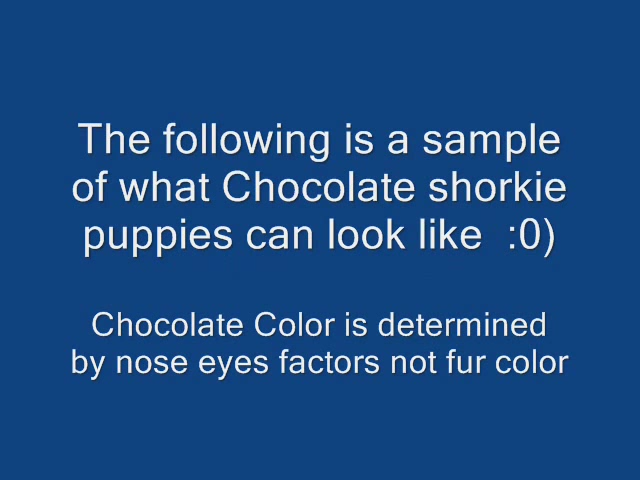 The following is a sample
of what Chocolate shorkie
puppies can look like  :0)
Chocolate Color is determined
by nose eyes factors not fur color